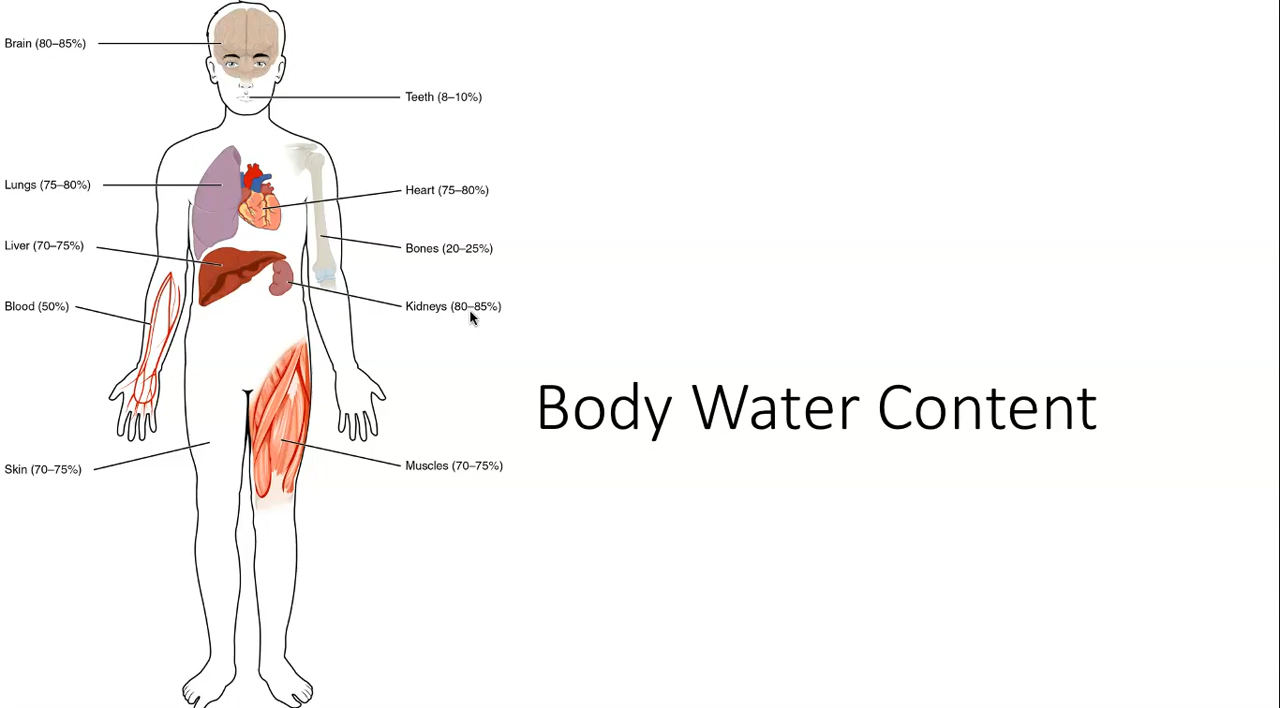 Brain (80–85%)
Teeth (8–10%)
Lungs (75–80%)
Heart (75–80%)
Liver (70–75%)
Bones (20–25%)
Blood (50%)
Kidneys (80–85%)
Body Water Content
Skin (70–75%)
Muscles (70–75%)